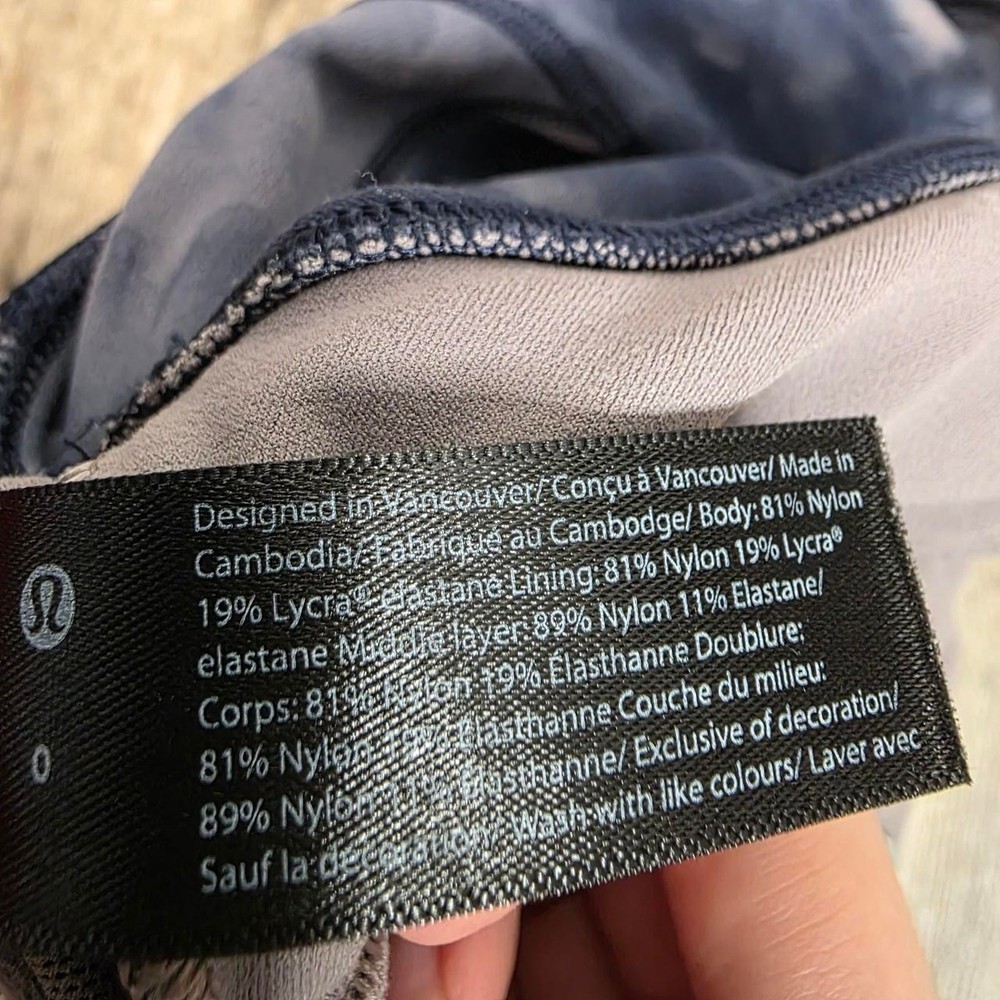 Designed in Vancouver/ Conçu à Vancouver/ Made in
Cambodia/ Fabriqué au Cambodge/ Body: 81% Nylon
19% Lycra® elastane Lining: 81% Nylon 19% Lycra®
elastane Middle layer 89% Nylon 11% Elastane/
Corps: 81% Nylon 19% Élasthanne Doublure:
81% Nylon 19% Élasthanne Couche du milieu:
89% Nylon 11% Élasthanne/ Exclusive of decoration/
Sauf la décoration/ Wash with like colours/ Laver avec
0